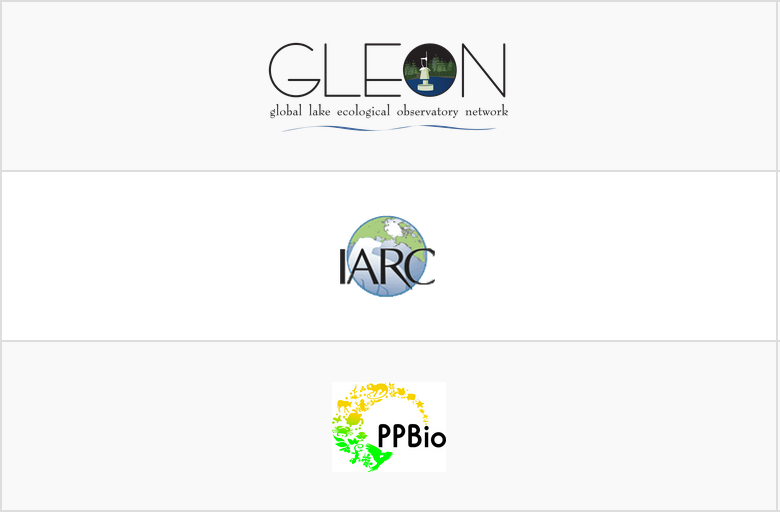 GLEON
global lake ecological observatory network
IARC
PPBio